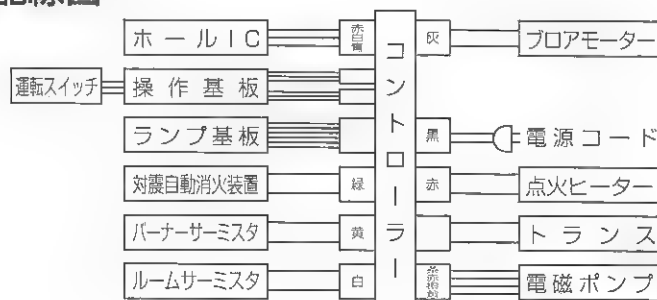 ホールIC 赤白青 コントローラー 灰 ブロアモーター
運転スイッチ 操作基板
ランプ基板 黒 電源コード
対震自動消火装置 緑 赤 点火ヒーター
バーナーサーミスタ 黄 トランス
ルームサーミスタ 白 電磁ポンプ